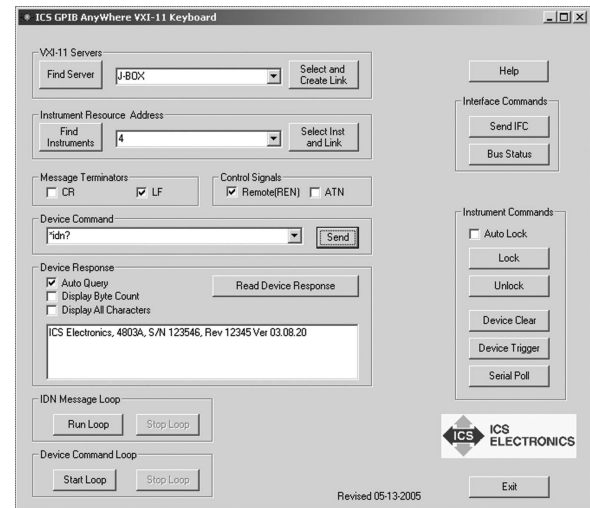 ICS GPIB AnyWhere VXI-11 Keyboard
VXI-11 Servers
Find Server
J-BOX
Select and
Create Link
Help
Instrument Resource Address
Find
Instruments
4
Select Inst
and Link
Interface Commands
Send IFC
Bus Status
Message Terminators
CR
LF
Control Signals
Remote(REN)
ATN
Device Command
*idn?
Send
Device Response
Auto Query
Display Byte Count
Display All Characters
Read Device Response
ICS Electronics, 4803A, S/N 123546, Rev 12345 Ver 03.08.20
Instrument Commands
Auto Lock
Lock
Unlock
Device Clear
Device Trigger
Serial Poll
IDN Message Loop
Run Loop
Stop Loop
Device Command Loop
Start Loop
Stop Loop
ICS
ICS
ELECTRONICS
Revised 05-13-2005
Exit